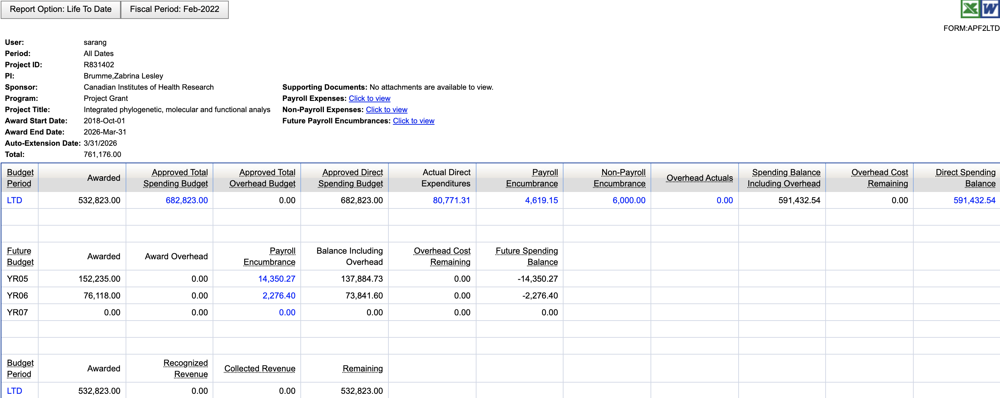 Report Option: Life To Date Fiscal Period: Feb-2022
FORM:APF2LTD
User: sarang
Period: All Dates
Project ID: R831402
PI: Brumme,Zabrina Lesley
Sponsor: Canadian Institutes of Health Research Supporting Documents: No attachments are available to view.
Program: Project Grant Payroll Expenses: Click to view
Project Title: Integrated phylogenetic, molecular and functional analys Non-Payroll Expenses: Click to view
Award Start Date: 2018-Oct-01 Future Payroll Encumbrances: Click to view
Award End Date: 2026-Mar-31
Auto-Extension Date: 3/31/2026
Total: 761,176.00
Budget Period Awarded Approved Total Spending Budget Approved Total Overhead Budget Approved Direct Spending Budget Actual Direct Expenditures Payroll Encumbrance Non-Payroll Encumbrance Overhead Actuals Spending Balance Including Overhead Overhead Cost Remaining Direct Spending Balance
LTD 532,823.00 682,823.00 0.00 682,823.00 80,771.31 4,619.15 6,000.00 0.00 591,432.54 0.00 591,432.54
Future Budget Awarded Award Overhead Payroll Encumbrance Balance Including Overhead Overhead Cost Remaining Future Spending Balance
YR05 152,235.00 0.00 14,350.27 137,884.73 0.00 -14,350.27
YR06 76,118.00 0.00 2,276.40 73,841.60 0.00 -2,276.40
YR07 0.00 0.00 0.00 0.00 0.00 0.00
Budget Period Awarded Recognized Revenue Collected Revenue Remaining
LTD 532,823.00 0.00 0.00 532,823.00